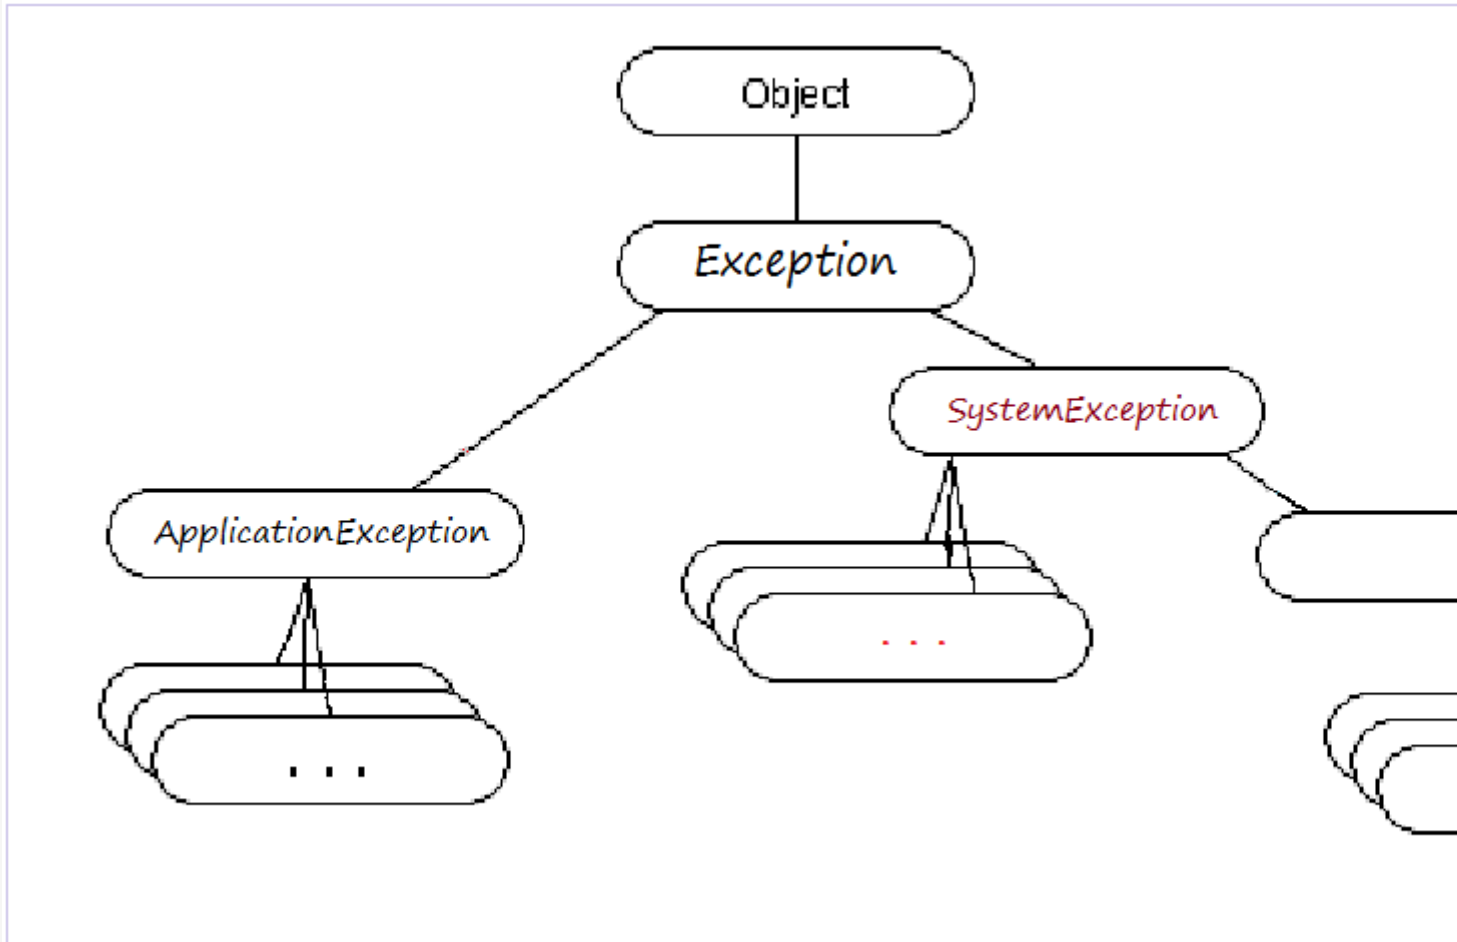 Object
Exception
SystemException
ApplicationException
. . .
. . .